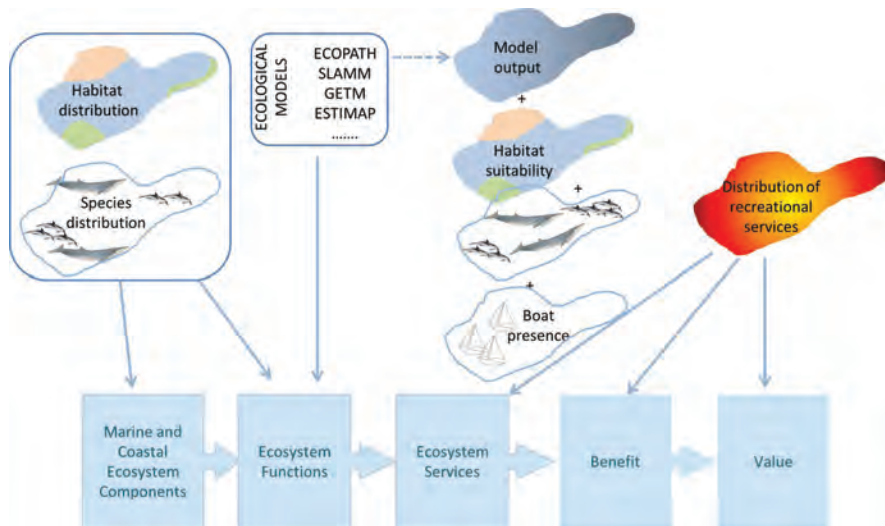 Habitat
distribution
Species
distribution
ECOLOGICAL
MODELS
ECOPATH
SLAMM
GETM
ESTIMAP
.......
Model
output
+
Habitat
suitability
+
+
Boat
presence
Distribution of
recreational
services
Marine and
Coastal
Ecosystem
Components
Ecosystem
Functions
Ecosystem
Services
Benefit
Value